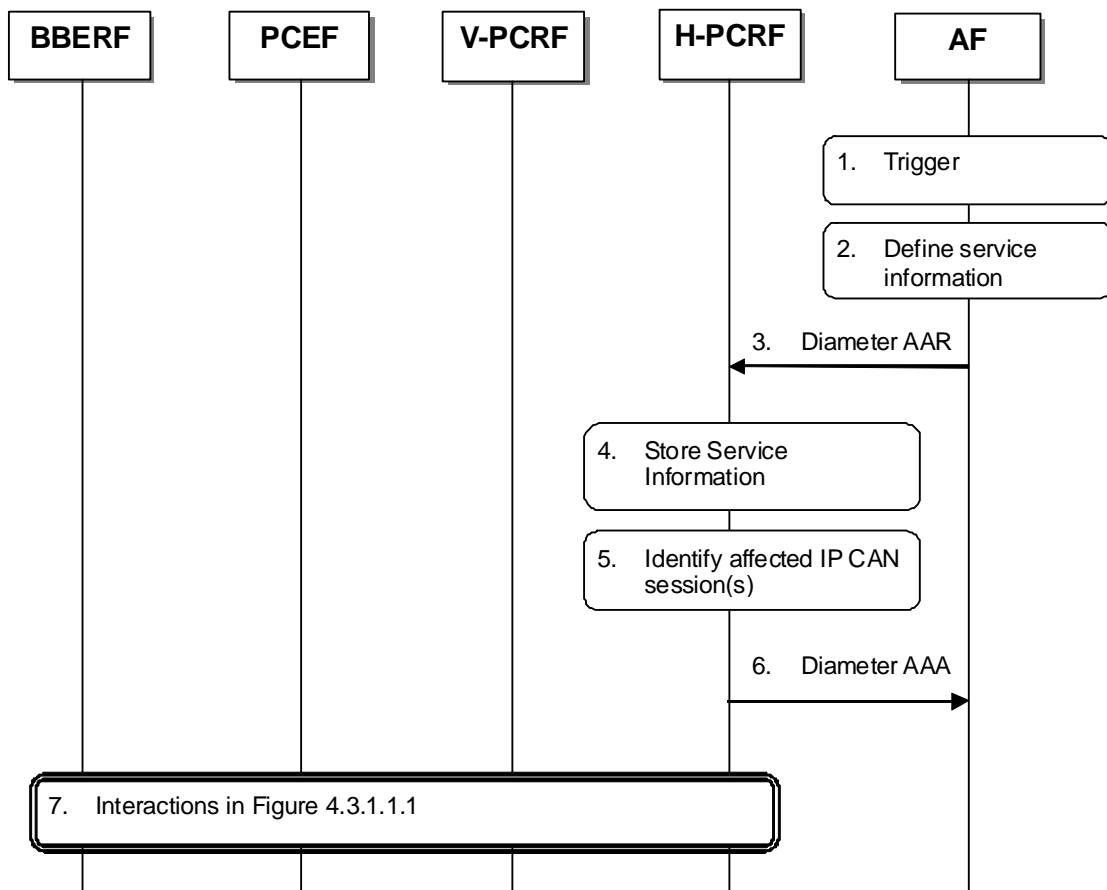 BBERF
PCEF
V-PCRF
H-PCRF
AF
1. Trigger
2. Define service
information
3. Diameter AAR
4. Store Service
Information
5. Identify affected IP CAN
session(s)
6. Diameter AAA
7. Interactions in Figure 4.3.1.1.1